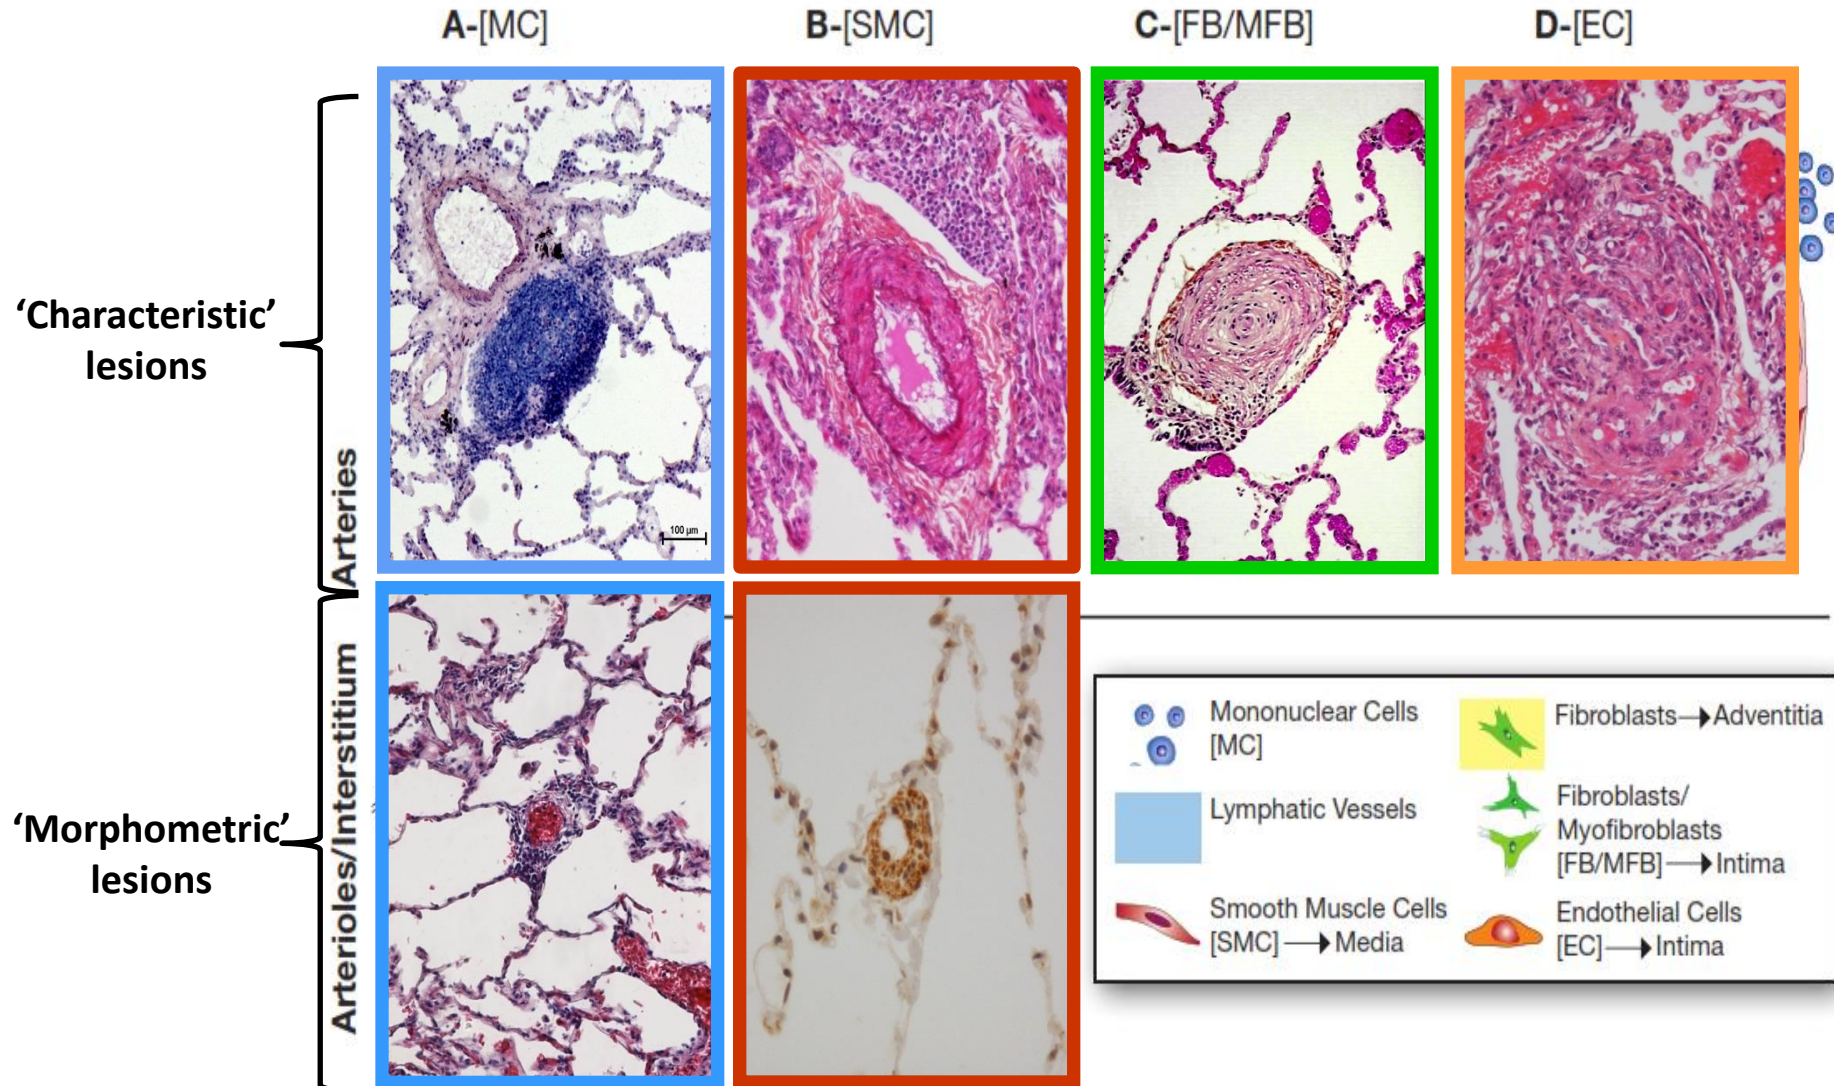 A-[MC]
B-[SMC]
C-[FB/MFB]
D-[EC]
‘Characteristic’
lesions
Arteries
100 µm
‘Morphometric’
lesions
Arterioles/Interstitium
Mononuclear Cells
[MC]
Lymphatic Vessels
Smooth Muscle Cells
[SMC]→Media
Fibroblasts→Adventitia
Fibroblasts/
Myofibroblasts
[FB/MFB]→Intima
Endothelial Cells
[EC]→Intima